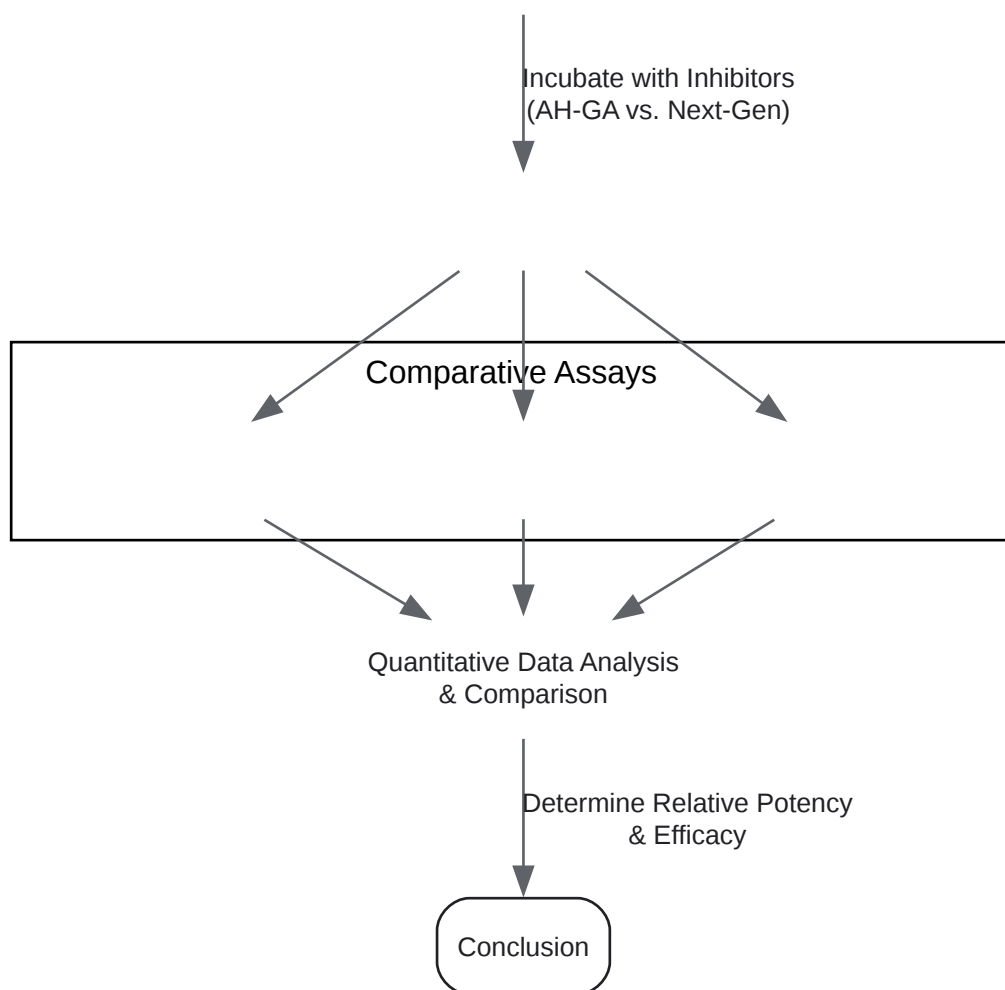 Incubate with Inhibitors
(AH-GA vs. Next-Gen)
Comparative Assays
Quantitative Data Analysis
& Comparison
Determine Relative Potency
& Efficacy
Conclusion